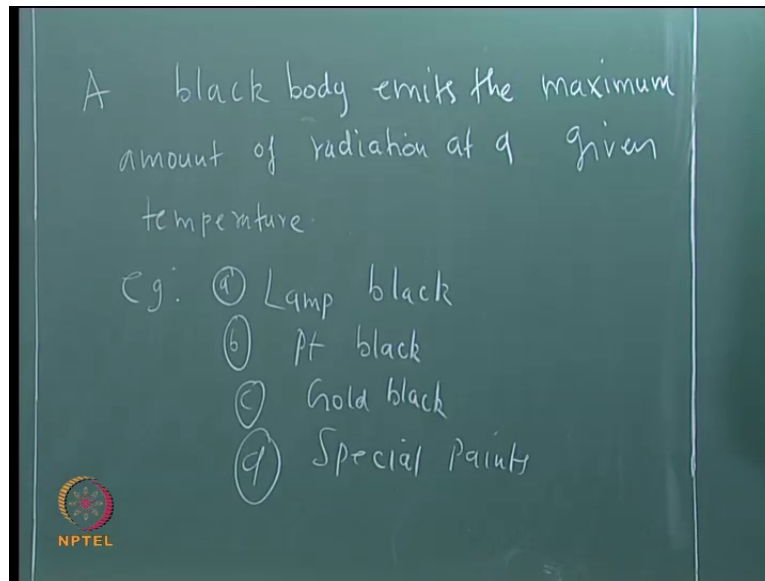 A black body emits the maximum
amount of radiation at a given
temperature.
Eg: (a) Lamp black
(b) Pt black
(c) Gold black
(d) Special Paints
NPTEL